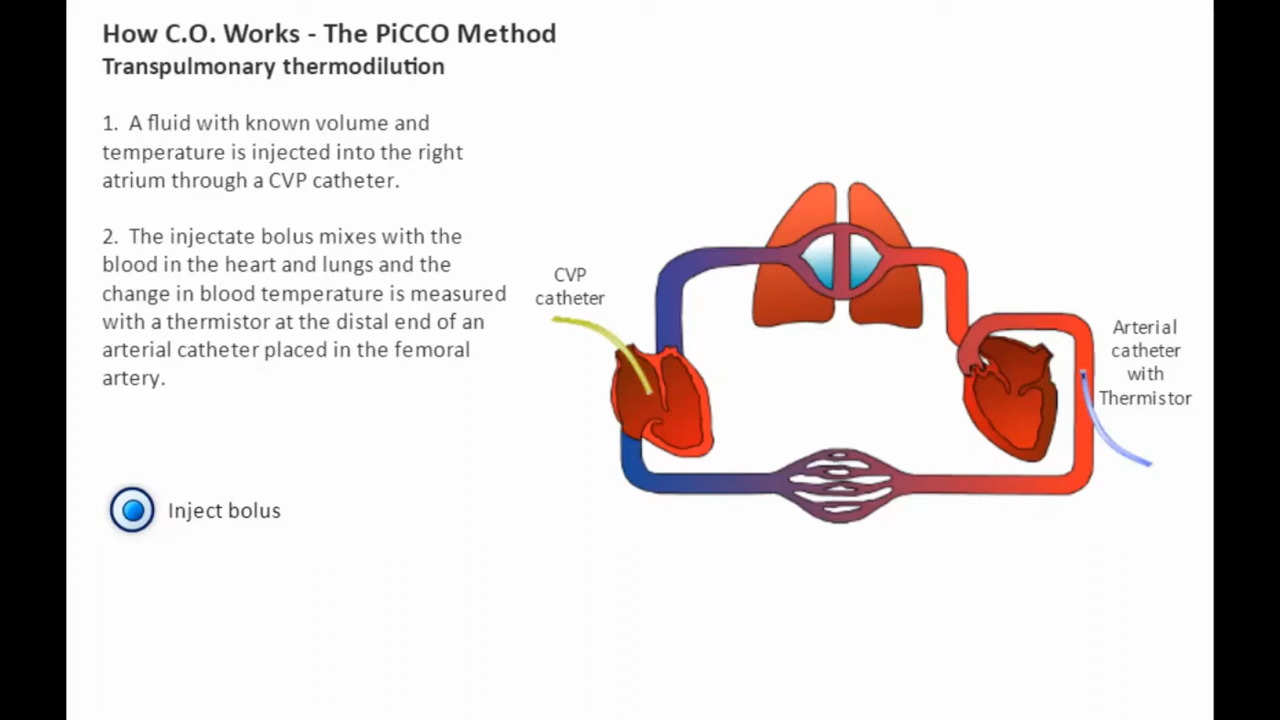 How C.O. Works - The PiCCO Method
Transpulmonary thermodilution
1. A fluid with known volume and
temperature is injected into the right
atrium through a CVP catheter.
2. The injectate bolus mixes with the
blood in the heart and lungs and the
change in blood temperature is measured
with a thermistor at the distal end of an
arterial catheter placed in the femoral
artery.
Inject bolus
CVP
catheter
Arterial
catheter
with
Thermistor